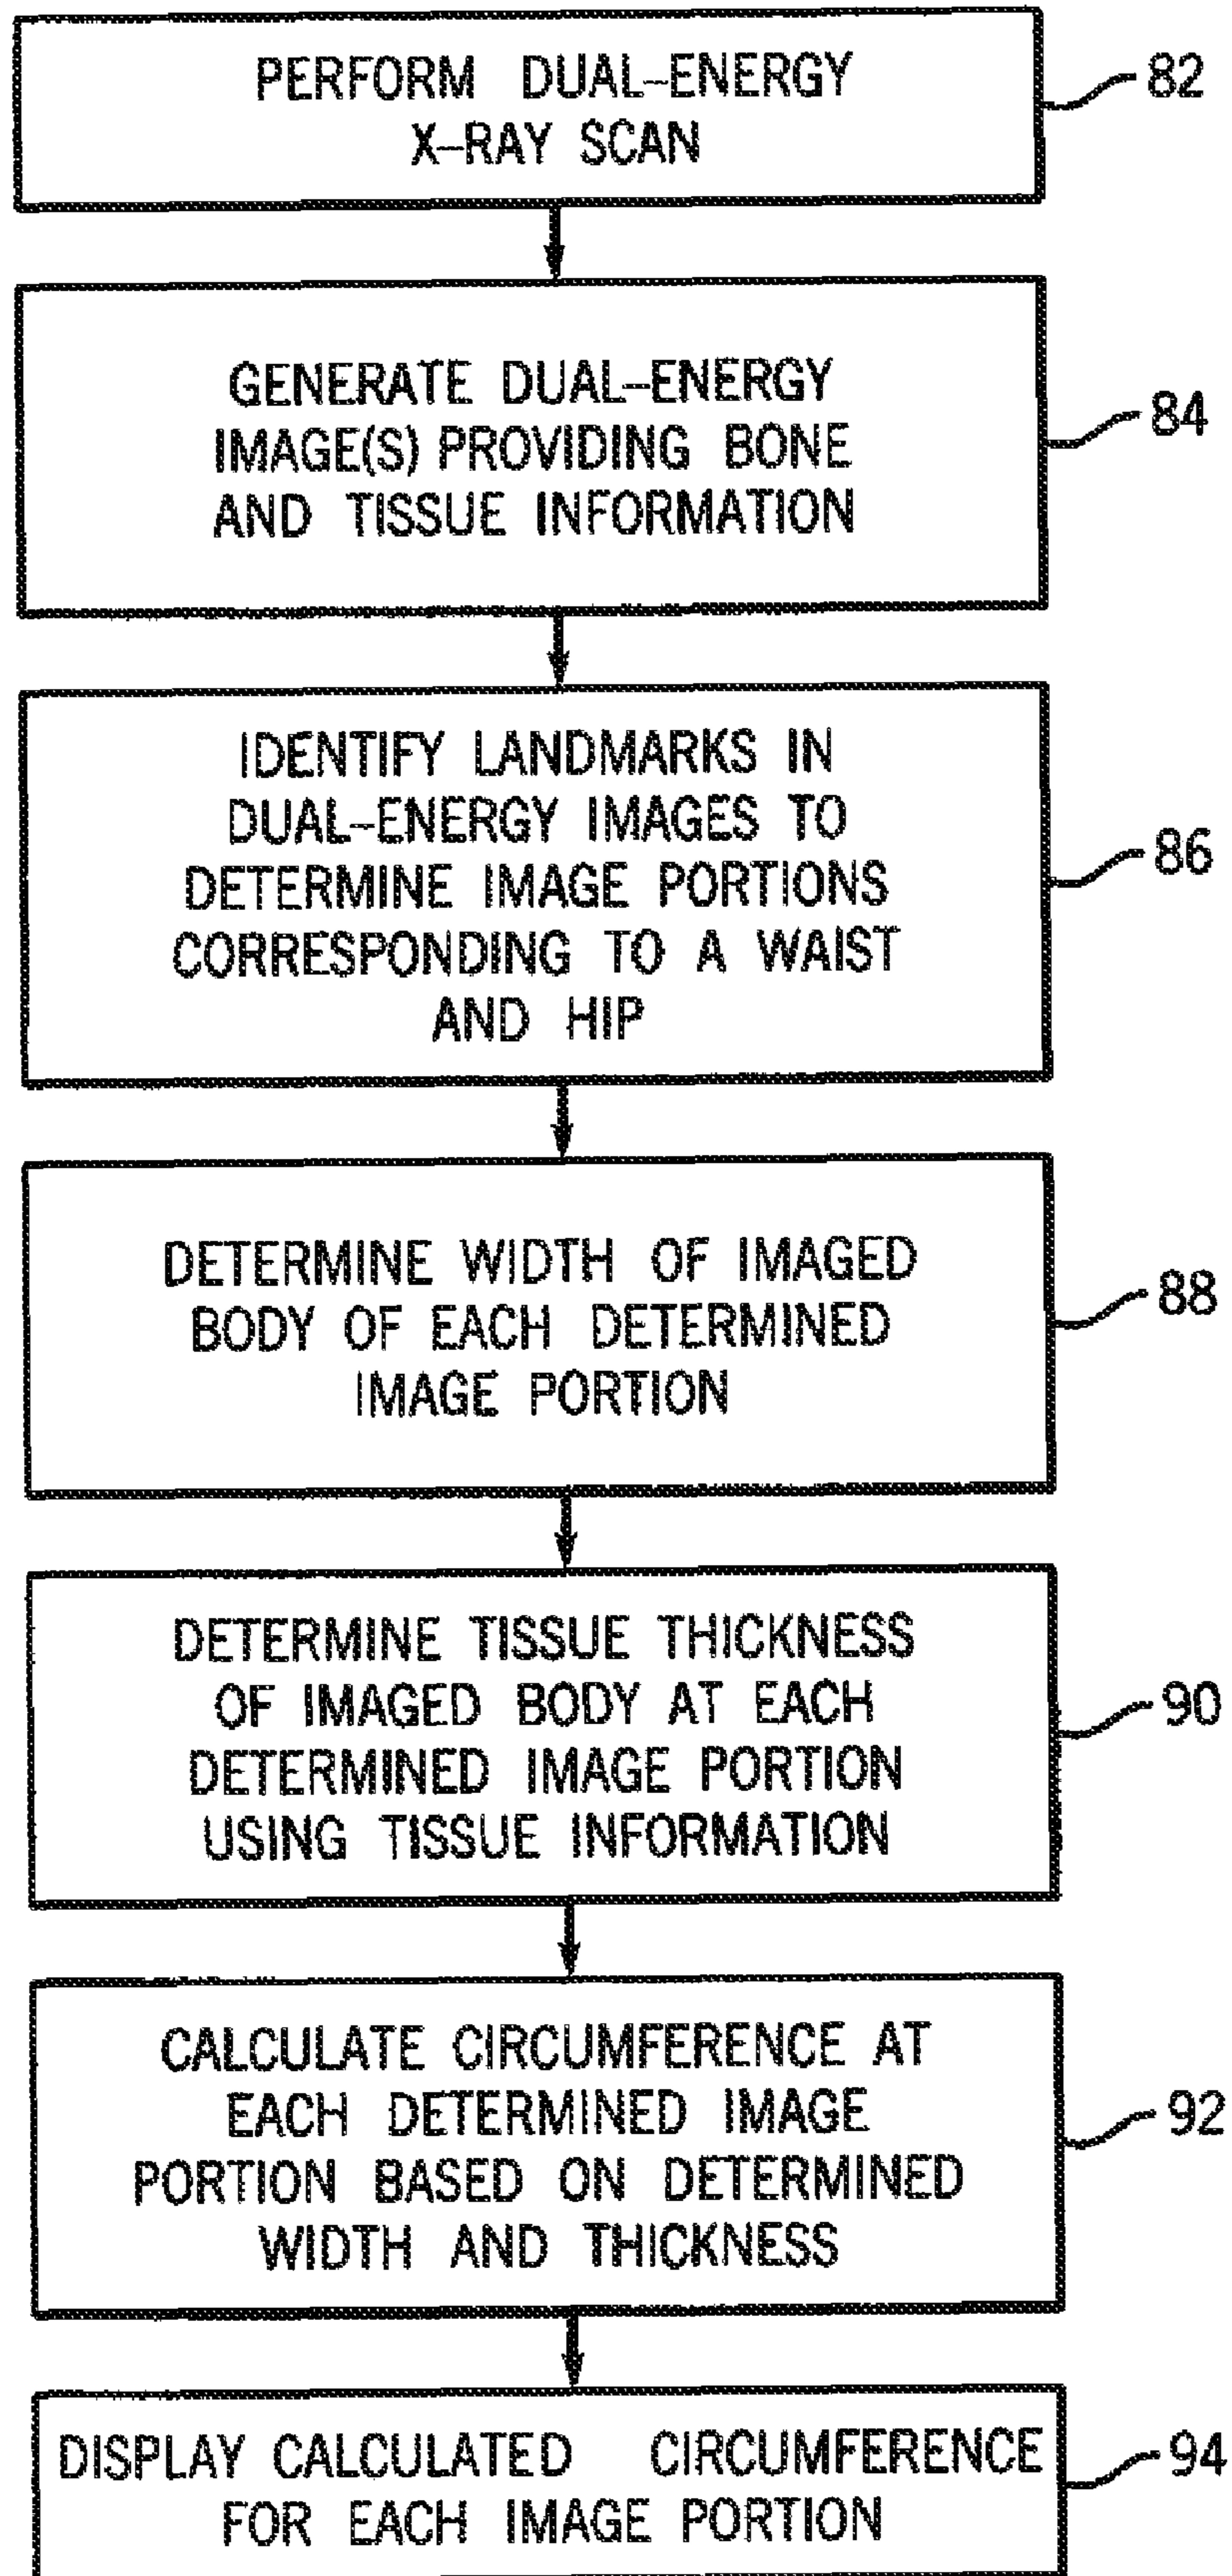 PERFORM DUAL-ENERGY
X-RAY SCAN
82
GENERATE DUAL-ENERGY
IMAGE(S) PROVIDING BONE
AND TISSUE INFORMATION
84
IDENTIFY LANDMARKS IN
DUAL-ENERGY IMAGES TO
DETERMINE IMAGE PORTIONS
CORRESPONDING TO A WAIST
AND HIP
86
DETERMINE WIDTH OF IMAGED
BODY OF EACH DETERMINED
IMAGE PORTION
88
DETERMINE TISSUE THICKNESS
OF IMAGED BODY AT EACH
DETERMINED IMAGE PORTION
USING TISSUE INFORMATION
90
CALCULATE CIRCUMFERENCE AT
EACH DETERMINED IMAGE
PORTION BASED ON DETERMINED
WIDTH AND THICKNESS
92
DISPLAY CALCULATED CIRCUMFERENCE
FOR EACH IMAGE PORTION
94